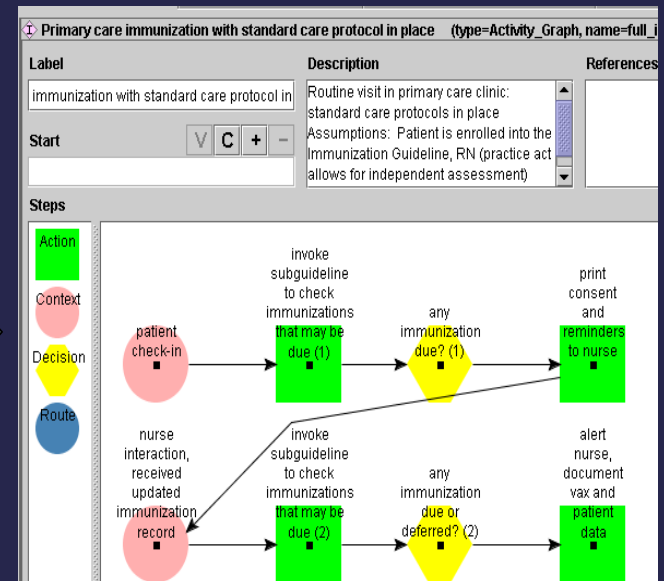 Primary care immunization with standard care protocol in place (type=Activity_Graph, name=full_i
Label
immunization with standard care protocol in
Start
V C + −
Description
Routine visit in primary care clinic:
standard care protocols in place
Assumptions: Patient is enrolled into the
Immunization Guideline, RN (practice act
allows for independent assessment)
References
Steps
Action
Context
Decision
Route
patient
check-in
invoke
subguideline
to check
immunizations
that may be
due (1)
any
immunization
due? (1)
print
consent
and
reminders
to nurse
nurse
interaction,
received
updated
immunization
record
invoke
subguideline
to check
immunizations
that may be
due (2)
any
immunization
due or
deferred? (2)
alert
nurse,
document
vax and
patient
data